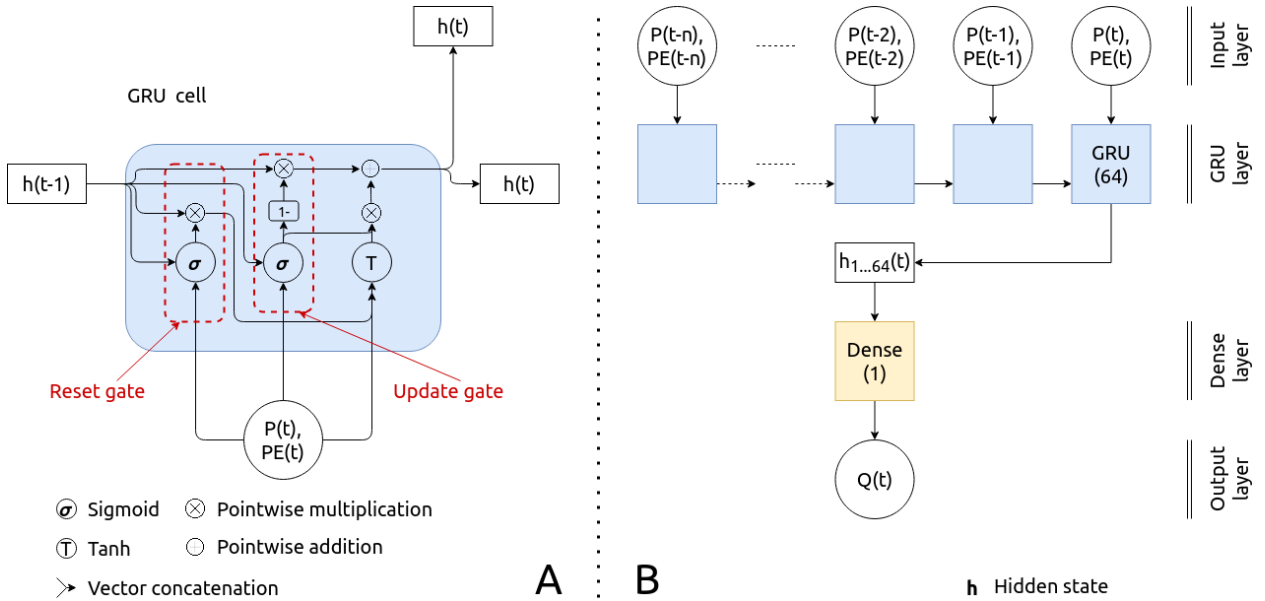 h(t)
GRU cell
h(t-1)
h(t)
1-
σ
σ
T
Reset gate
Update gate
P(t),
PE(t)
σ Sigmoid
Pointwise multiplication
T Tanh
Pointwise addition
Vector concatenation
A
P(t-n),
PE(t-n)
P(t-2),
PE(t-2)
P(t-1),
PE(t-1)
P(t),
PE(t)
Input
layer
GRU
(64)
GRU
layer
h1...64(t)
Dense
(1)
Dense
layer
Q(t)
Output
layer
B
h Hidden state